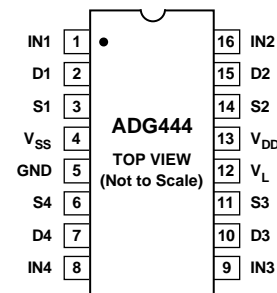 IN1 1 16 IN2
D1 2 15 D2
S1 3 14 S2
VSS 4 13 VDD
GND 5 12 VL
S4 6 11 S3
D4 7 10 D3
IN4 8 9 IN3
ADG444
TOP VIEW
(Not to Scale)